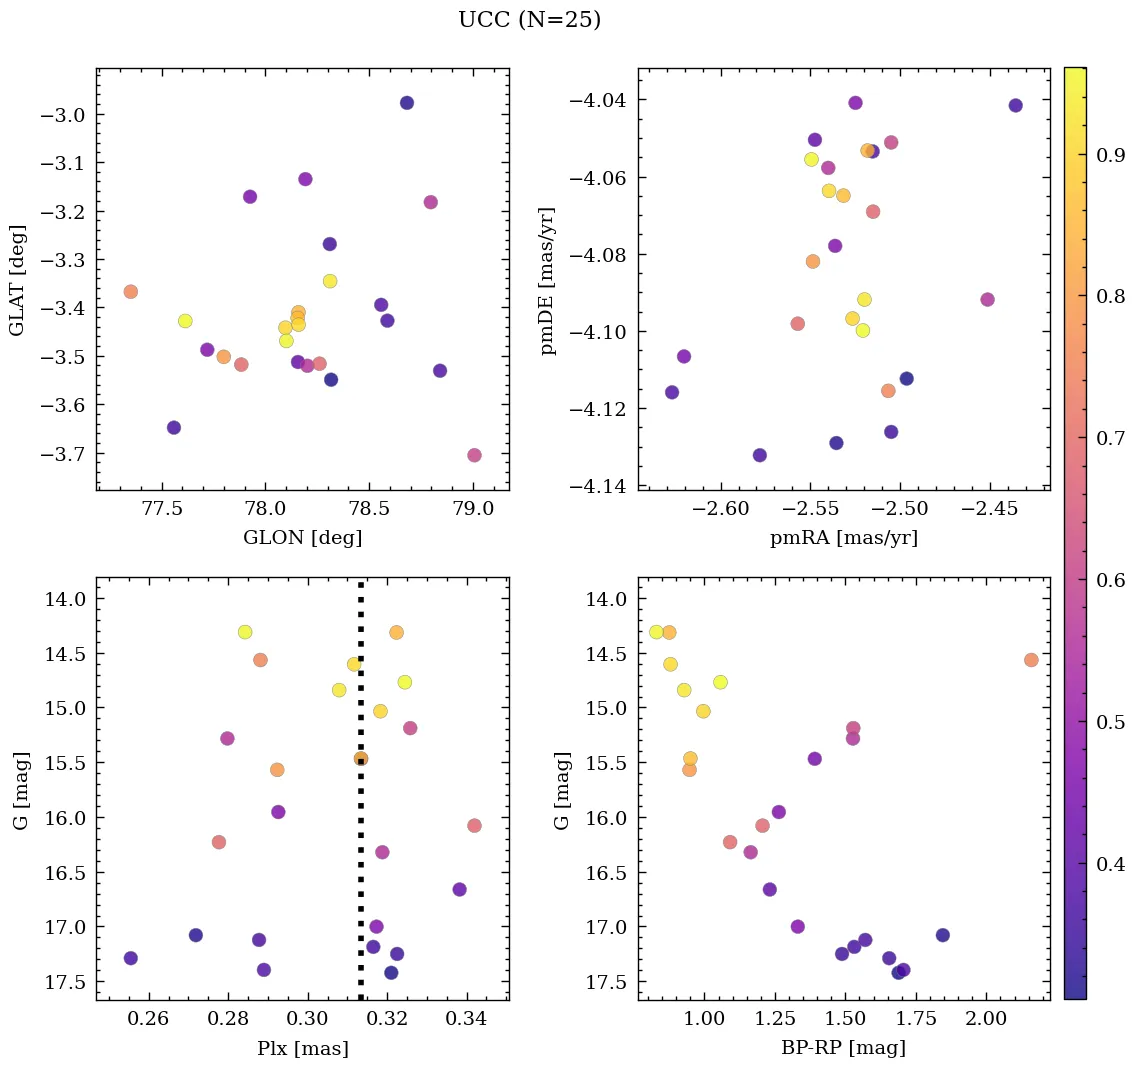 UCC (N=25)
−3.0
−3.1
−3.2
−3.3
−3.4
−3.5
−3.6
−3.7
GLAT [deg]
77.5 78.0 78.5 79.0
GLON [deg]
−4.04
−4.06
−4.08
−4.10
−4.12
−4.14
pmDE [mas/yr]
−2.60 −2.55 −2.50 −2.45
pmRA [mas/yr]
14.0
14.5
15.0
15.5
16.0
16.5
17.0
17.5
G [mag]
0.26 0.28 0.30 0.32 0.34
Plx [mas]
14.0
14.5
15.0
15.5
16.0
16.5
17.0
17.5
G [mag]
1.00 1.25 1.50 1.75 2.00
BP-RP [mag]
0.9
0.8
0.7
0.6
0.5
0.4